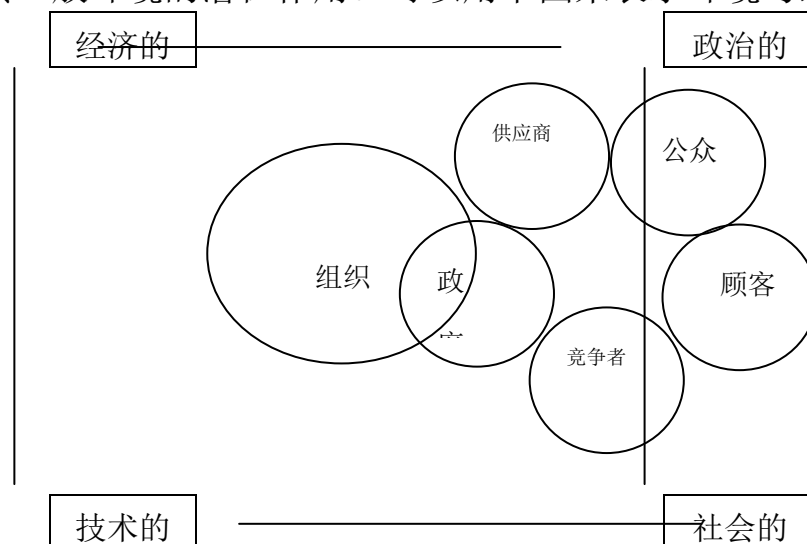 经济的
政治的
供应商
公众
组织
政
顾客
竞争者
技术的
社会的